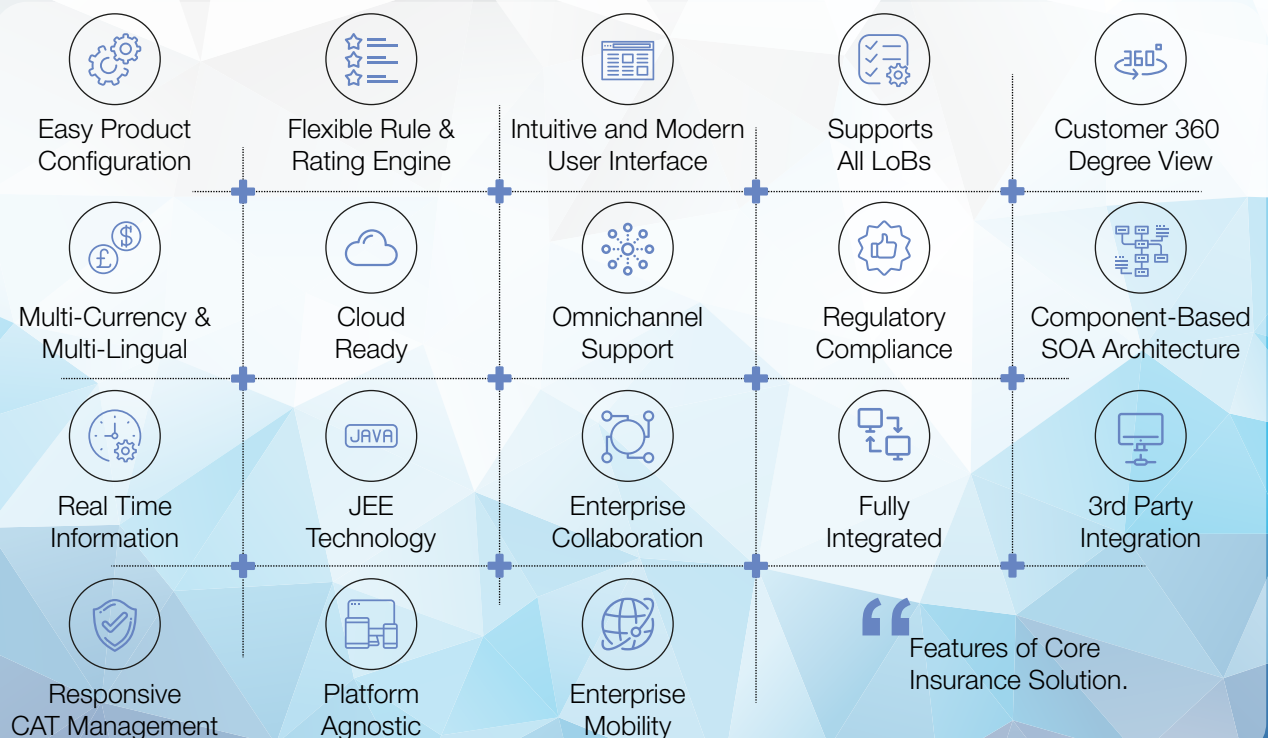 360°
Easy Product
Configuration
Flexible Rule &
Rating Engine
Intuitive and Modern
User Interface
Supports
All LoBs
Customer 360
Degree View
$
£
Multi-Currency &
Multi-Lingual
Cloud
Ready
Omnichannel
Support
Regulatory
Compliance
Component-Based
SOA Architecture
JAVA
Real Time
Information
JEE
Technology
Enterprise
Collaboration
Fully
Integrated
3rd Party
Integration
Responsive
CAT Management
Platform
Agnostic
Enterprise
Mobility
“
Features of Core
Insurance Solution.